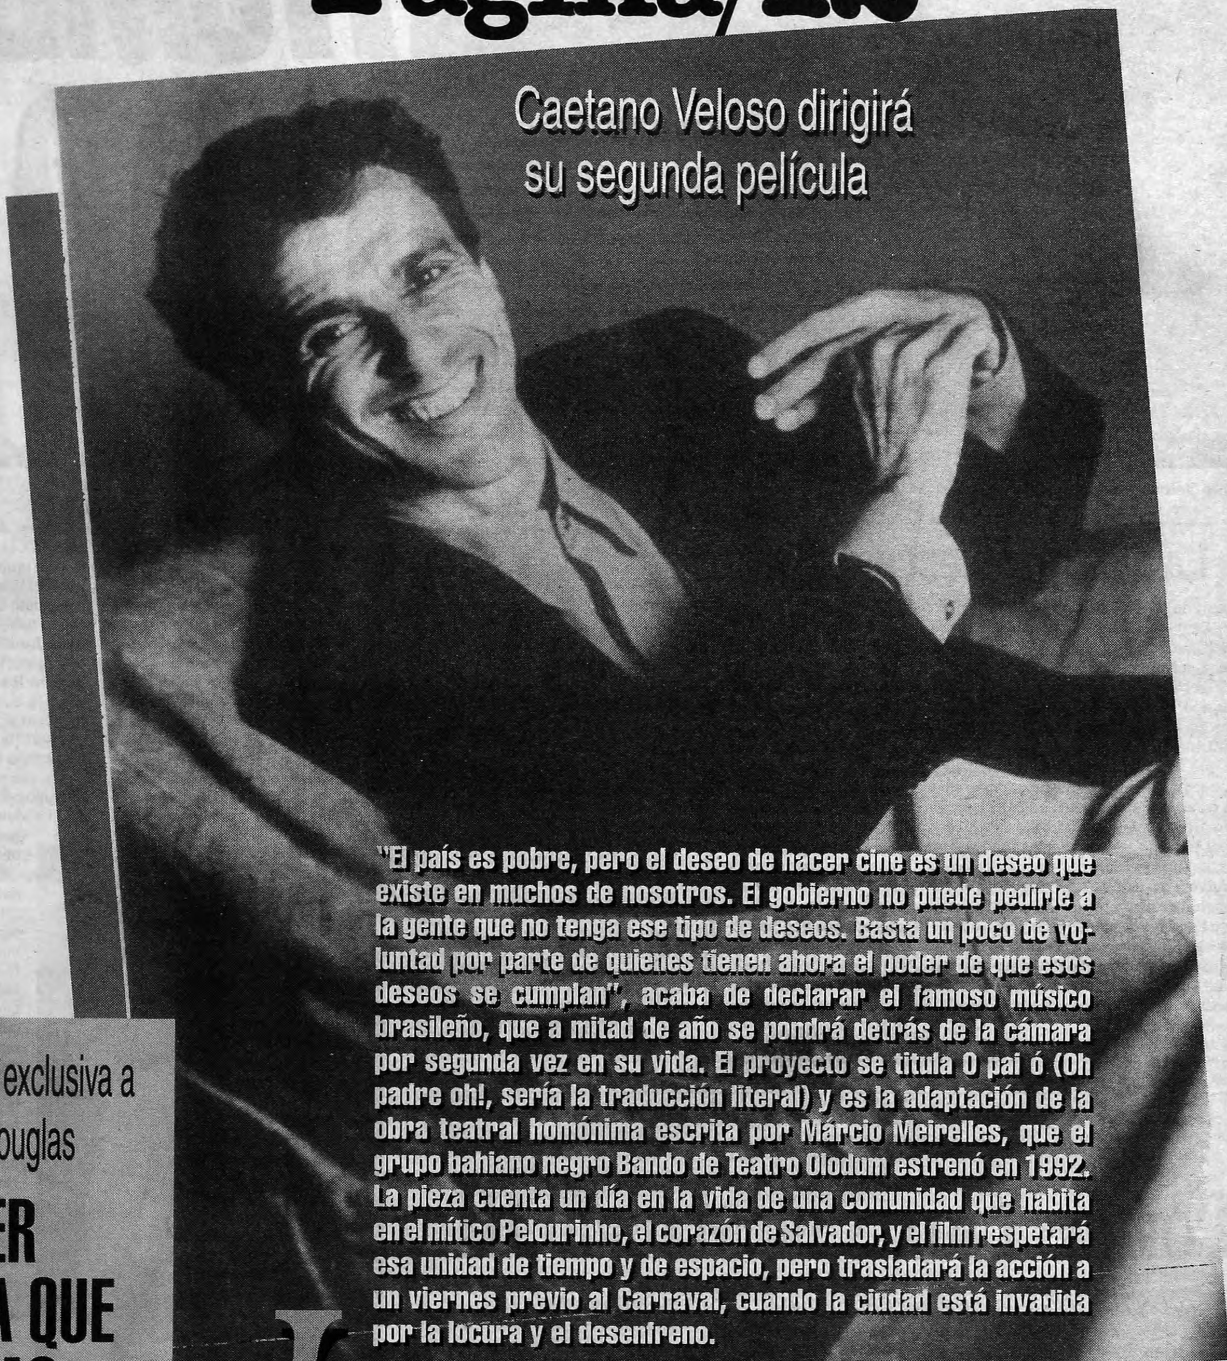 Página/12
Caetano Veloso dirigirá
su segunda película
"El país es pobre, pero el deseo de hacer cine es un deseo que
existe en muchos de nosotros. El gobierno no puede pedirle a
la gente que no tenga ese tipo de deseos. Basta un poco de vo-
luntad por parte de quienes tienen ahora el poder de que esos
deseos se cumplan", acaba de declarar el famoso músico
brasileño, que a mitad de año se pondrá detrás de la cámara
por segunda vez en su vida. El proyecto se titula O pai ó (Oh
padre oh!, sería la traducción literal) y es la adaptación de la
obra teatral homónima escrita por Márcio Meirelles, que el
grupo bahiano negro Bando de Teatro Olodum estrenó en 1992.
La pieza cuenta un día en la vida de una comunidad que habita
en el mítico Pelourinho, el corazón de Salvador, y el film respetará
esa unidad de tiempo y de espacio, pero trasladará la acción a
un viernes previo al Carnaval, cuando la ciudad está invadida
por la locura y el desenfreno.
exclusiva a
ouglas
ER
A QUE